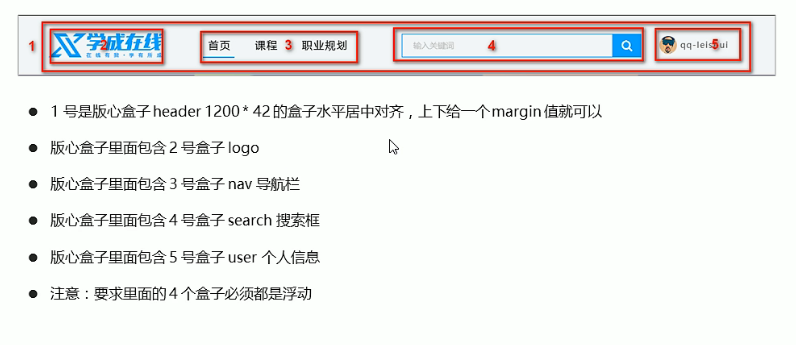 1 2 学成在线 首页 课程 3 职业规划 输入关键词 4 5
在线有别·学有所成
● 1 号是版心盒子 header 1200 * 42 的盒子水平居中对齐，上下给一个 margin 值就可以
● 版心盒子里面包含 2 号盒子 logo
● 版心盒子里面包含 3 号盒子 nav 导航栏
● 版心盒子里面包含 4 号盒子 search 搜索框
● 版心盒子里面包含 5 号盒子 user 个人信息
● 注意：要求里面的 4 个盒子必须都是浮动